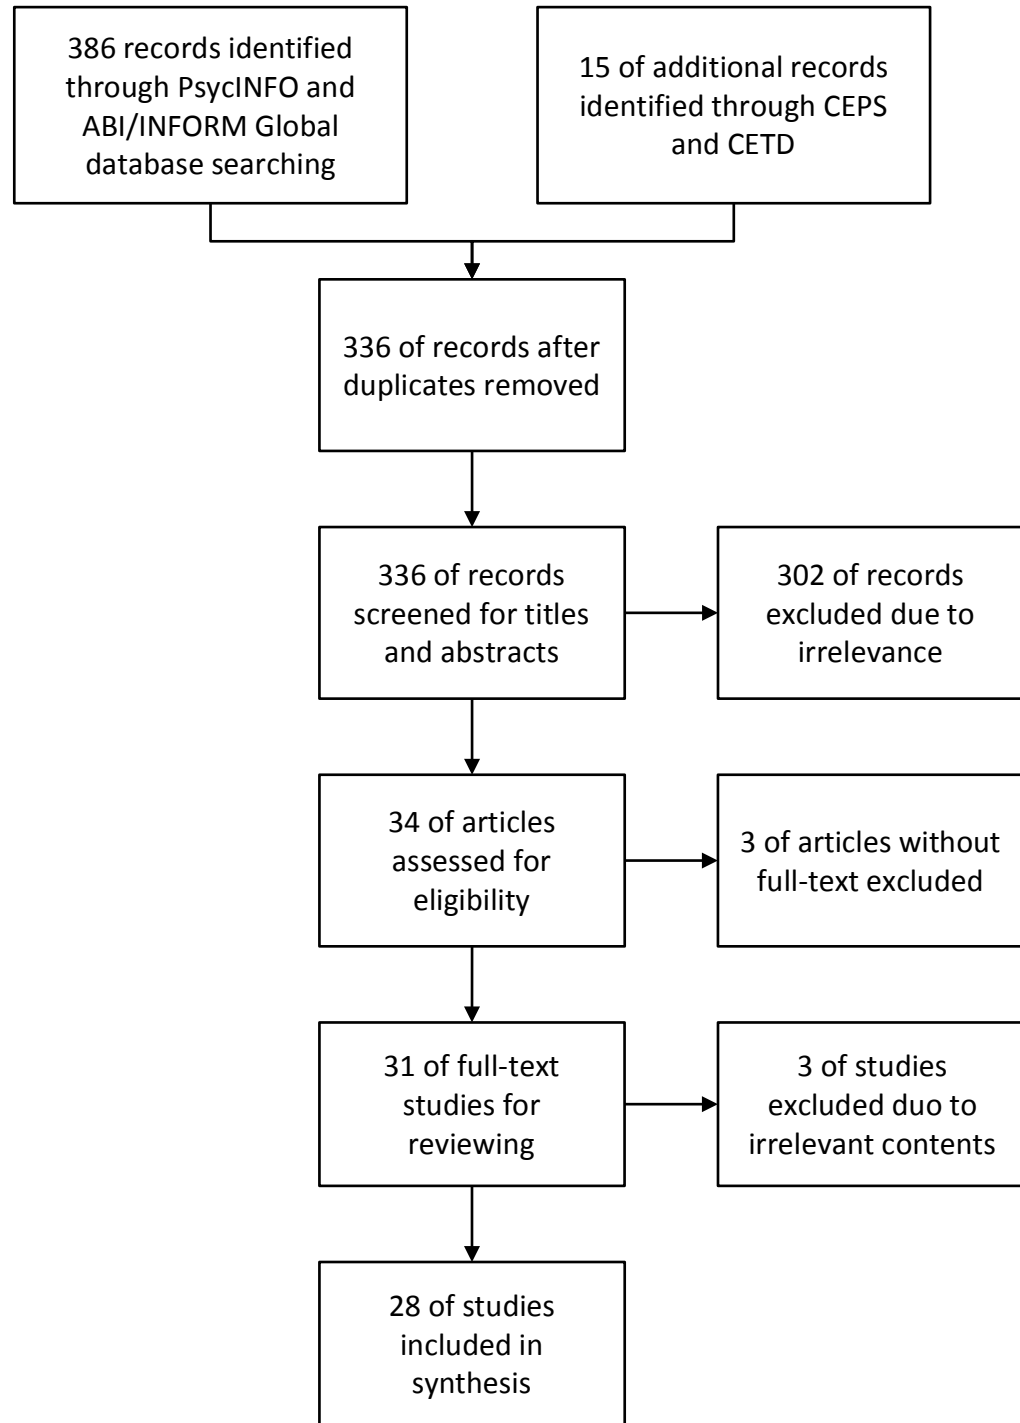 386 records identified
through PsycINFO and
ABI/INFORM Global
database searching
15 of additional records
identified through CEPS
and CETD
336 of records after
duplicates removed
336 of records
screened for titles
and abstracts
302 of records
excluded due to
irrelevance
34 of articles
assessed for
eligibility
3 of articles without
full-text excluded
31 of full-text
studies for
reviewing
3 of studies
excluded duo to
irrelevant contents
28 of studies
included in
synthesis